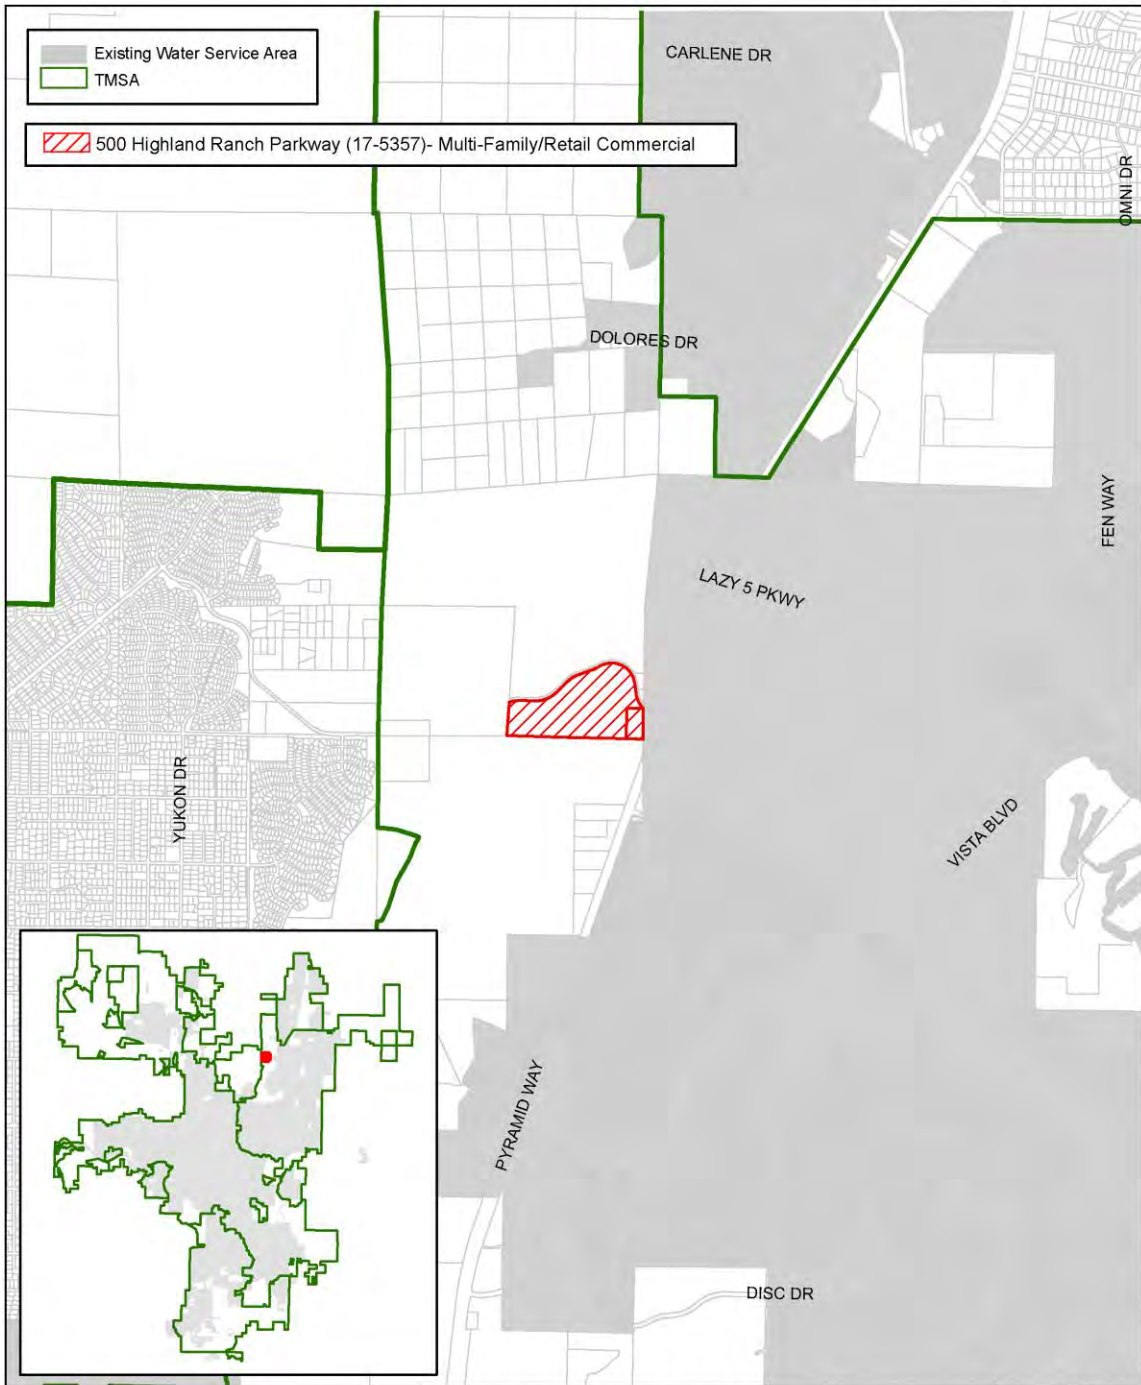 Existing Water Service Area
TMSA
500 Highland Ranch Parkway (17-5357)- Multi-Family/Retail Commercial
CARLENE DR
OMNI DR
DOLORES DR
FEN WAY
LAZY 5 PKWY
YUKON DR
VISTA BLVD
PYRAMID WAY
DISC DR